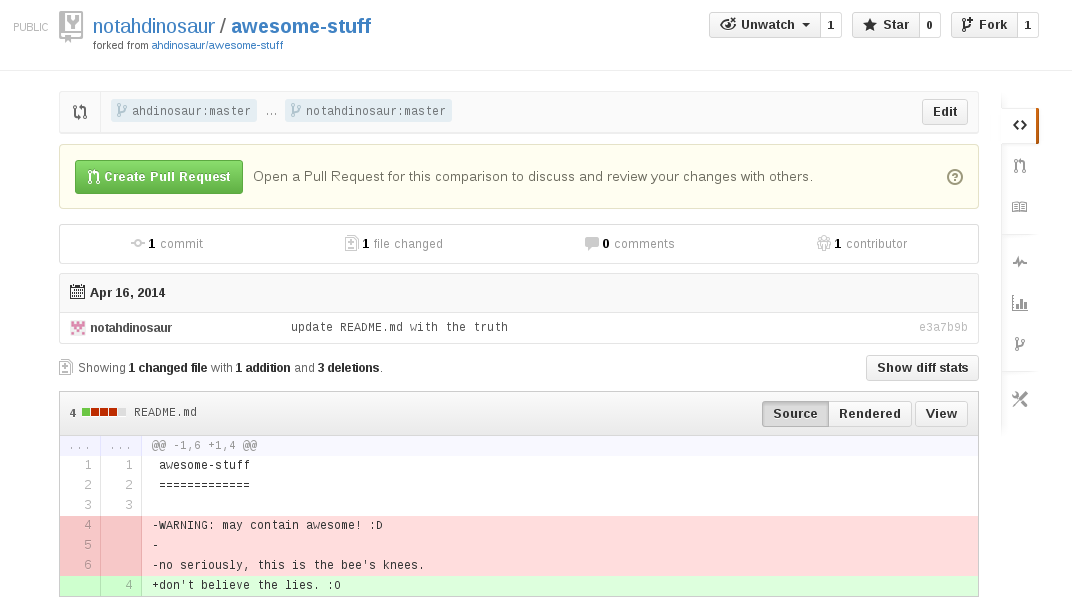 PUBLIC notahdinosaur / awesome-stuff Unwatch 1 Star 0 Fork 1
forked from ahdinosaur/awesome-stuff
ahdinosaur:master ... notahdinosaur:master Edit
Create Pull Request Open a Pull Request for this comparison to discuss and review your changes with others.
1 commit 1 file changed 0 comments 1 contributor
Apr 16, 2014
notahdinosaur update README.md with the truth e3a7b9b
Showing 1 changed file with 1 addition and 3 deletions. Show diff stats
4 README.md Source Rendered View
... ... @@ -1,6 +1,4 @@
1 1 awesome-stuff
2 2 =============
3 3
4 -WARNING: may contain awesome! :D
5 -
6 -no seriously, this is the bee's knees.
4 +don't believe the lies. :O